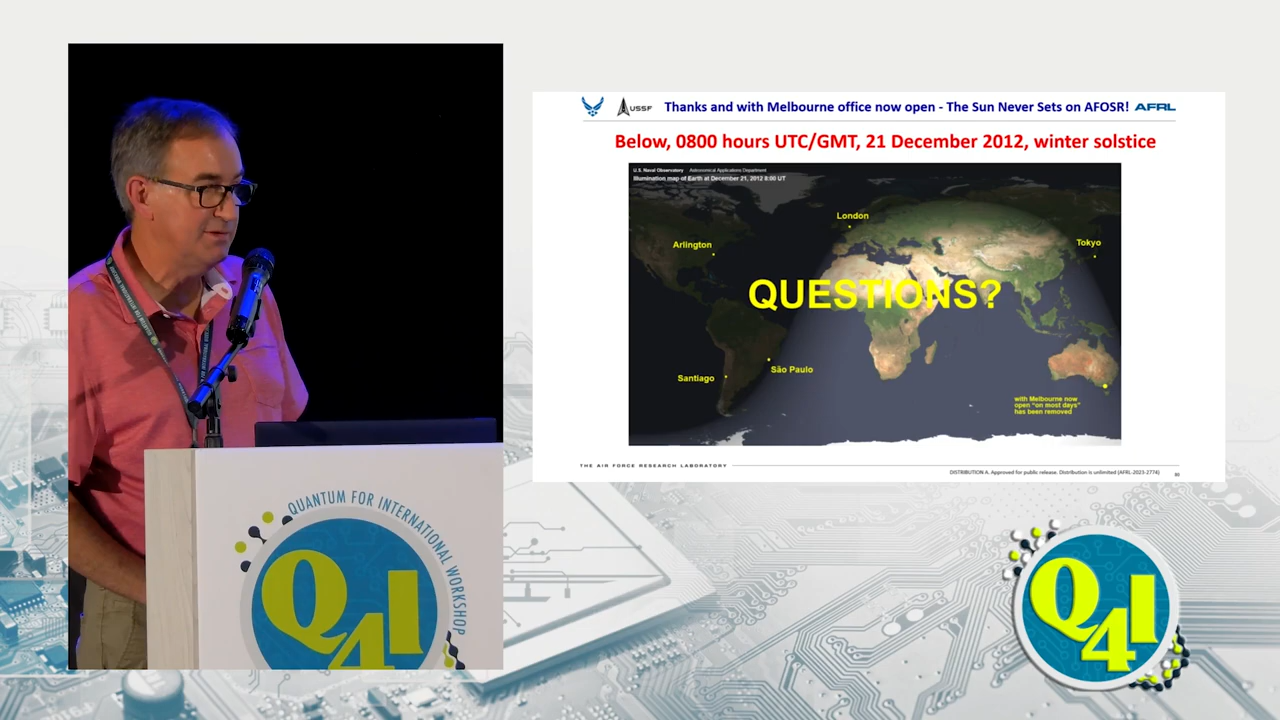 USSF
Thanks and with Melbourne office now open - The Sun Never Sets on AFOSR!
AFRL
Below, 0800 hours UTC/GMT, 21 December 2012, winter solstice
U.S. Naval Observatory Astronomical Applications Department
Illumination map of Earth at December 21, 2012 8:00 UT
London
Arlington
Tokyo
QUESTIONS?
São Paulo
Santiago
with Melbourne now
open "on most days"
has been removed
THE AIR FORCE RESEARCH LABORATORY
DISTRIBUTION A. Approved for public release. Distribution is unlimited (AFRL-2023-2774)
QUANTUM FOR INTERNATIONAL WORKSHOP
Q4I
Q4I